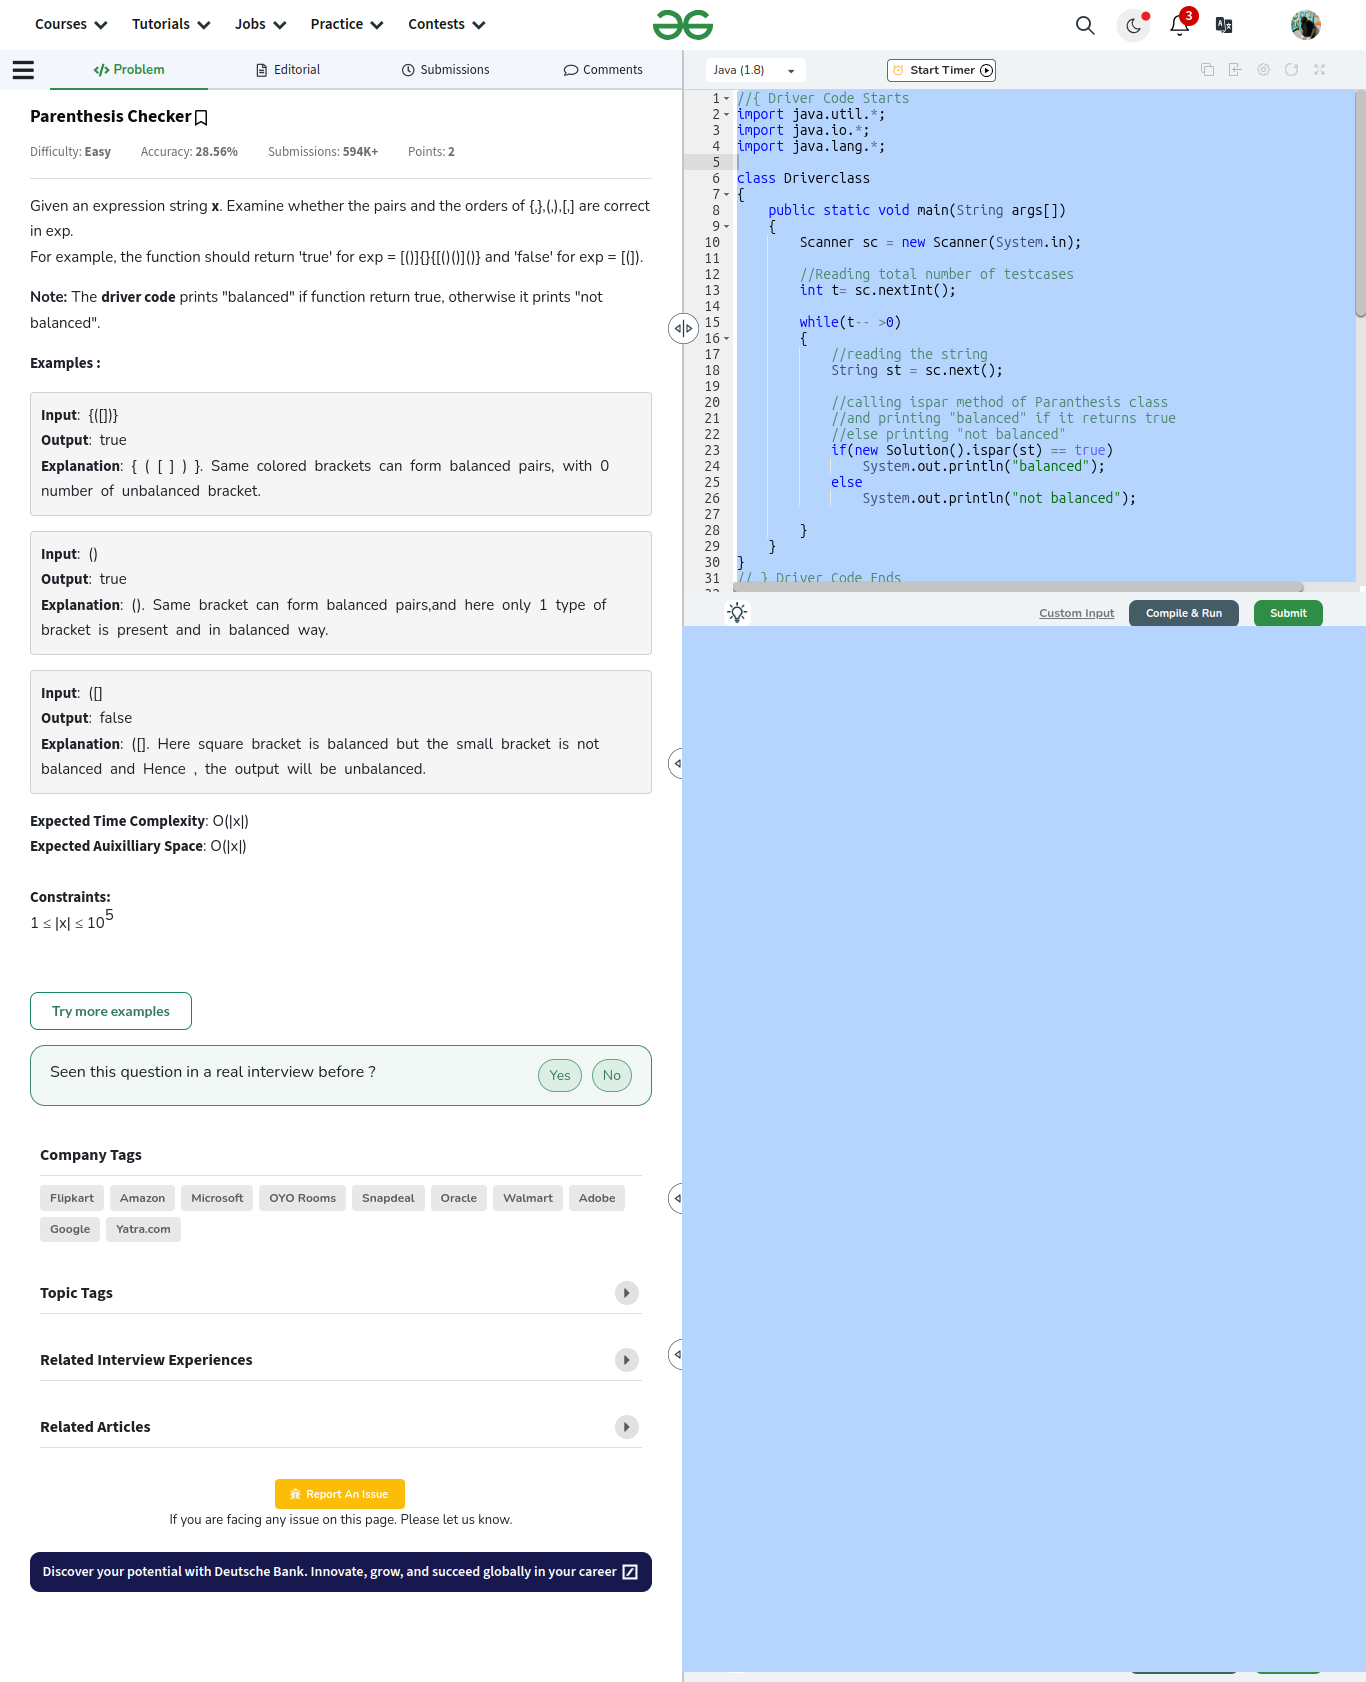 Courses Tutorials Jobs Practice Contests
3
Problem Editorial Submissions Comments
Parenthesis Checker
Difficulty: Easy Accuracy: 28.56% Submissions: 594K+ Points: 2
Given an expression string x. Examine whether the pairs and the orders of {,},(,),[,] are correct
in exp.
For example, the function should return 'true' for exp = [()]{}{[()()]()} and 'false' for exp = [(]).
Note: The driver code prints "balanced" if function return true, otherwise it prints "not
balanced".
Examples :
Input: {([])}
Output: true
Explanation: { ( [ ] ) }. Same colored brackets can form balanced pairs, with 0
number of unbalanced bracket.
Input: ()
Output: true
Explanation: (). Same bracket can form balanced pairs,and here only 1 type of
bracket is present and in balanced way.
Input: ([]
Output: false
Explanation: ([]. Here square bracket is balanced but the small bracket is not
balanced and Hence , the output will be unbalanced.
Expected Time Complexity: O(|x|)
Expected Auixilliary Space: O(|x|)
Constraints:
1 ≤ |x| ≤ 10^5
Try more examples
Seen this question in a real interview before ? Yes No
Company Tags
Flipkart Amazon Microsoft OYO Rooms Snapdeal Oracle Walmart Adobe
Google Yatra.com
Topic Tags
Related Interview Experiences
Related Articles
Report An Issue
If you are facing any issue on this page. Please let us know.
Discover your potential with Deutsche Bank. Innovate, grow, and succeed globally in your career
Java (1.8) Start Timer
1 //{ Driver Code Starts
2 import java.util.*;
3 import java.io.*;
4 import java.lang.*;
5
6 class Driverclass
7 {
8 public static void main(String args[])
9 {
10 Scanner sc = new Scanner(System.in);
11
12 //Reading total number of testcases
13 int t= sc.nextInt();
14
15 while(t-- >0)
16 {
17 //reading the string
18 String st = sc.next();
19
20 //calling ispar method of Paranthesis class
21 //and printing "balanced" if it returns true
22 //else printing "not balanced"
23 if(new Solution().ispar(st) == true)
24 System.out.println("balanced");
25 else
26 System.out.println("not balanced");
27
28 }
29 }
30 }
31 // } Driver Code Ends
Custom Input Compile & Run Submit